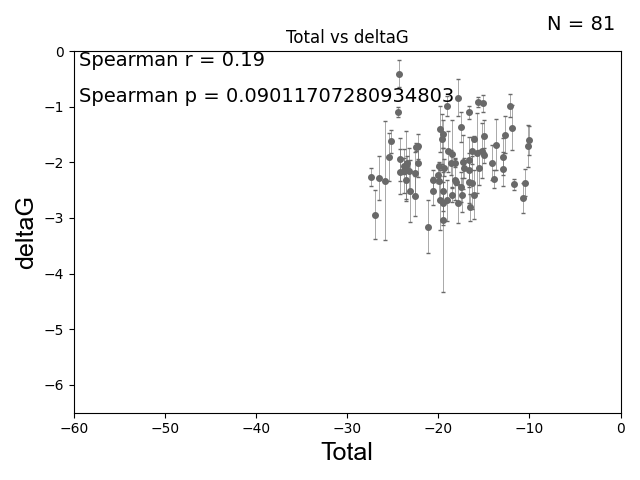 N = 81
Total vs deltaG
Spearman r = 0.19
Spearman p = 0.09011707280934803
0
−1
−2
−3
−4
−5
−6
deltaG
−60 −50 −40 −30 −20 −10 0
Total